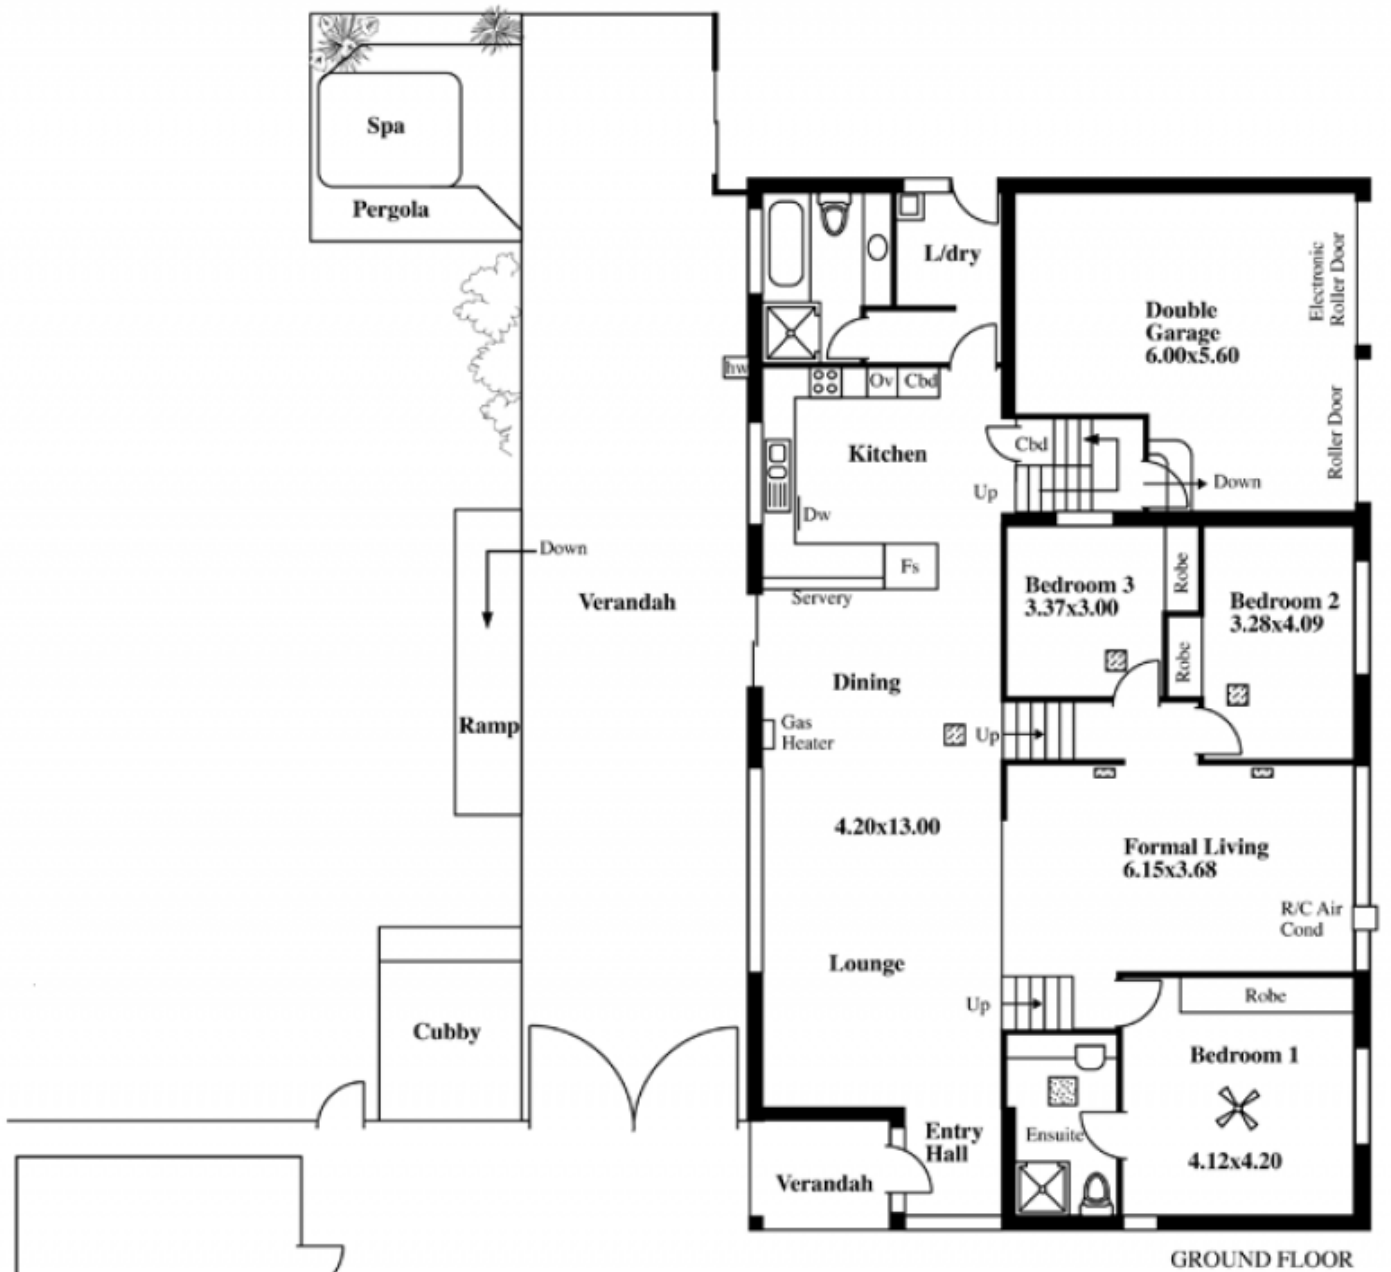 Spa
Pergola
L/dry
Double
Garage
6.00x5.60
Electronic
Roller Door
Roller Door
hw
Ov
Cbd
Kitchen
Cbd
Up
Down
Dw
Fs
Servery
Down
Verandah
Ramp
Bedroom 3
3.37x3.00
Robe
Robe
Bedroom 2
3.28x4.09
Dining
Gas
Heater
Up
4.20x13.00
Formal Living
6.15x3.68
R/C Air
Cond
Lounge
Up
Robe
Cubby
Bedroom 1
4.12x4.20
Entry
Hall
Ensuite
Verandah
GROUND FLOOR